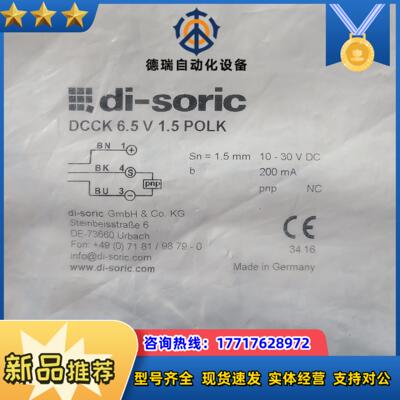 德瑞自动化设备
di-soric
DCCK 6.5 V 1.5 POLK
BN 1 +
BK 4 S
pnp
BU 3 -
Sn = 1.5 mm 10 - 30 V DC
b 200 mA
pnp NC
di-soric GmbH & Co. KG
Steinbeisstraße 6
DE-73660 Urbach
Fon: +49 (0) 71 81 / 98 79 - 0
info@di-soric.com
www.di-soric.com
CE
34.16
Made in Germany
咨询热线：17717628972
新品推荐
型号齐全 现货速发 实体经营 支持对公